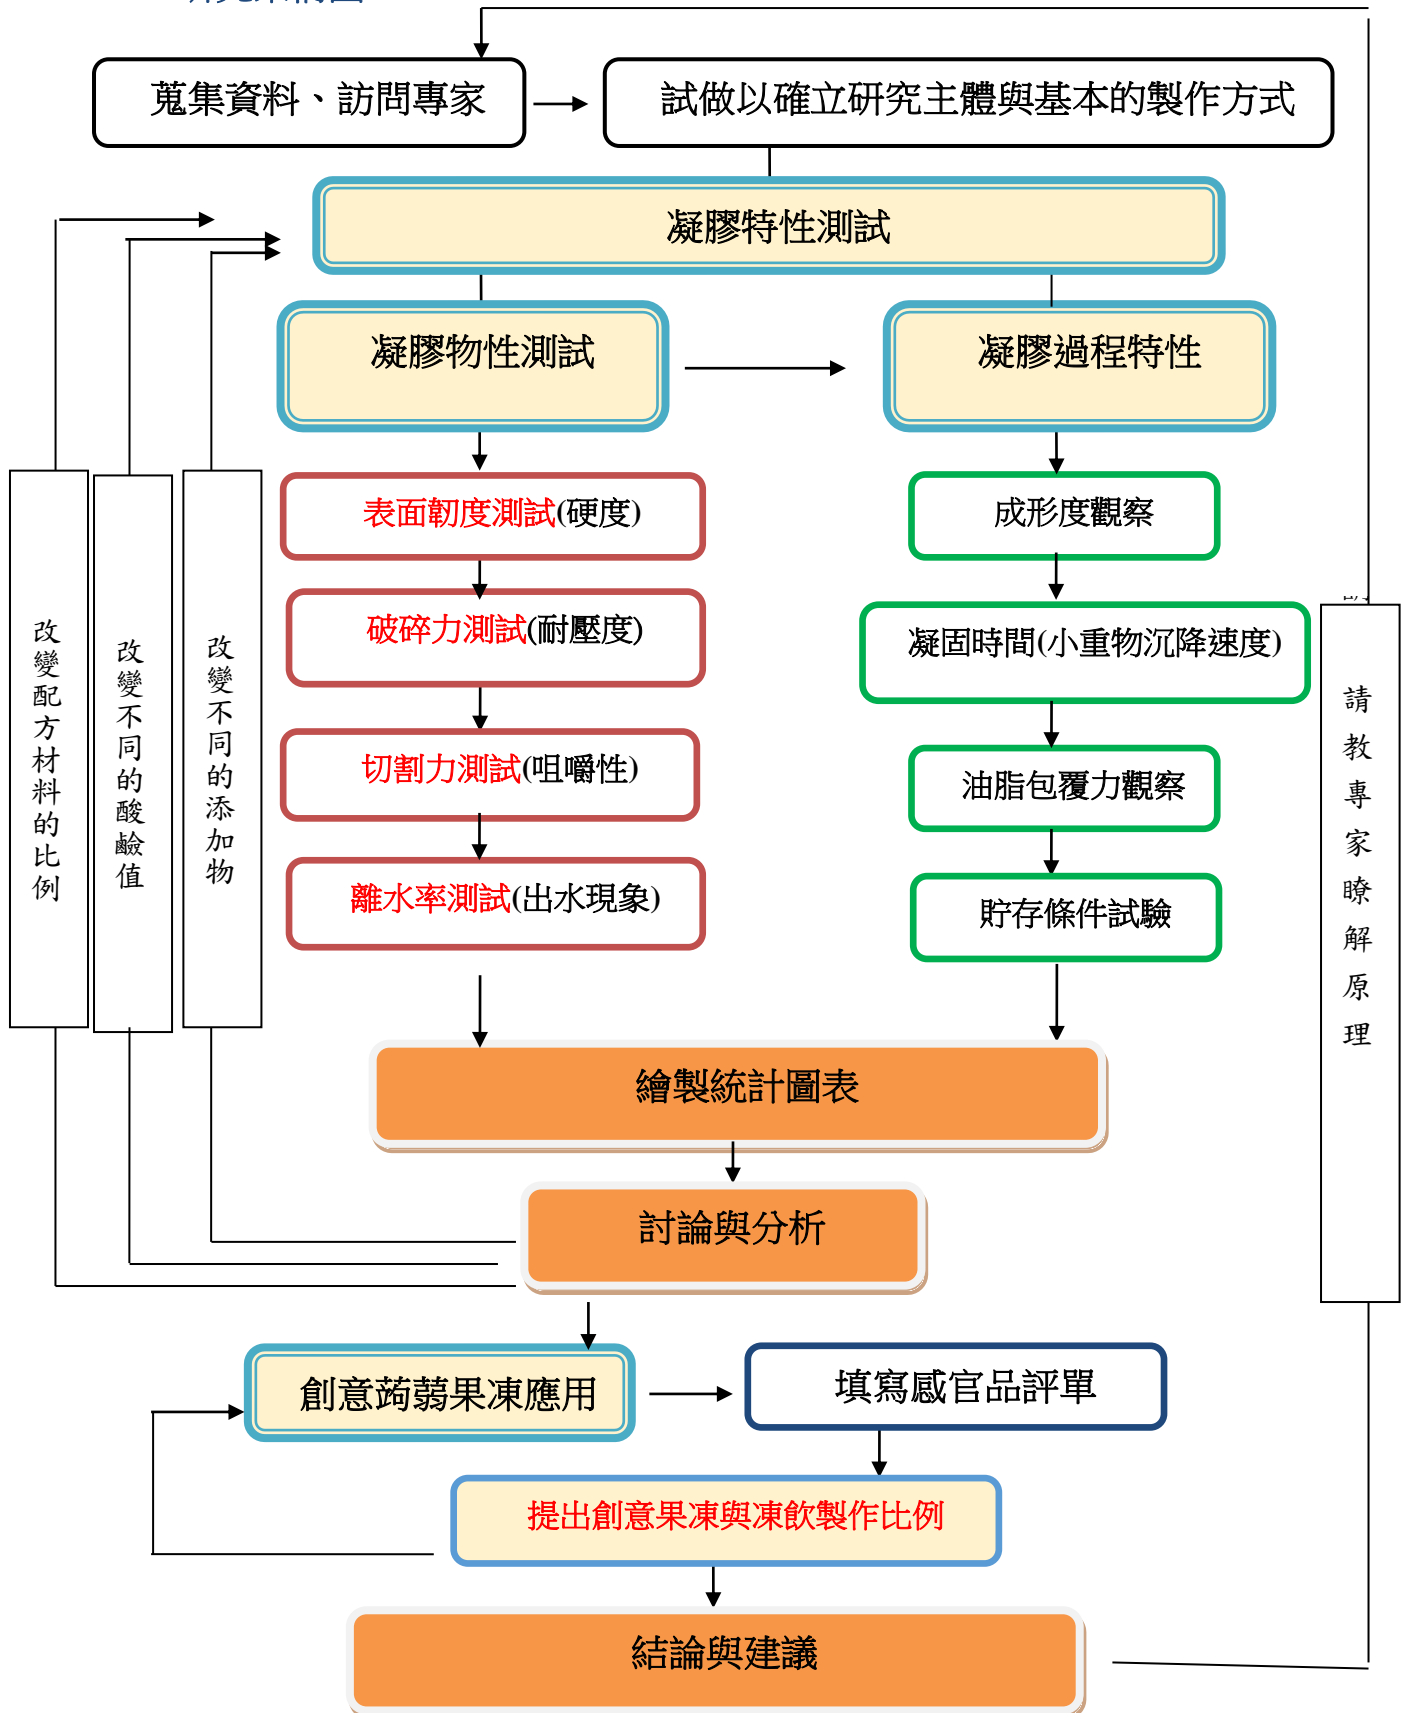 蒐集資料、訪問專家
試做以確立研究主體與基本的製作方式
凝膠特性測試
凝膠物性測試
凝膠過程特性
表面韌度測試(硬度)
成形度觀察
破碎力測試(耐壓度)
凝固時間(小重物沉降速度)
切割力測試(咀嚼性)
油脂包覆力觀察
離水率測試(出水現象)
貯存條件試驗
改變配方材料的比例
改變不同的酸鹼值
改變不同的添加物
請教專家瞭解原理
繪製統計圖表
討論與分析
創意蒟蒻果凍應用
填寫感官品評單
提出創意果凍與凍飲製作比例
結論與建議